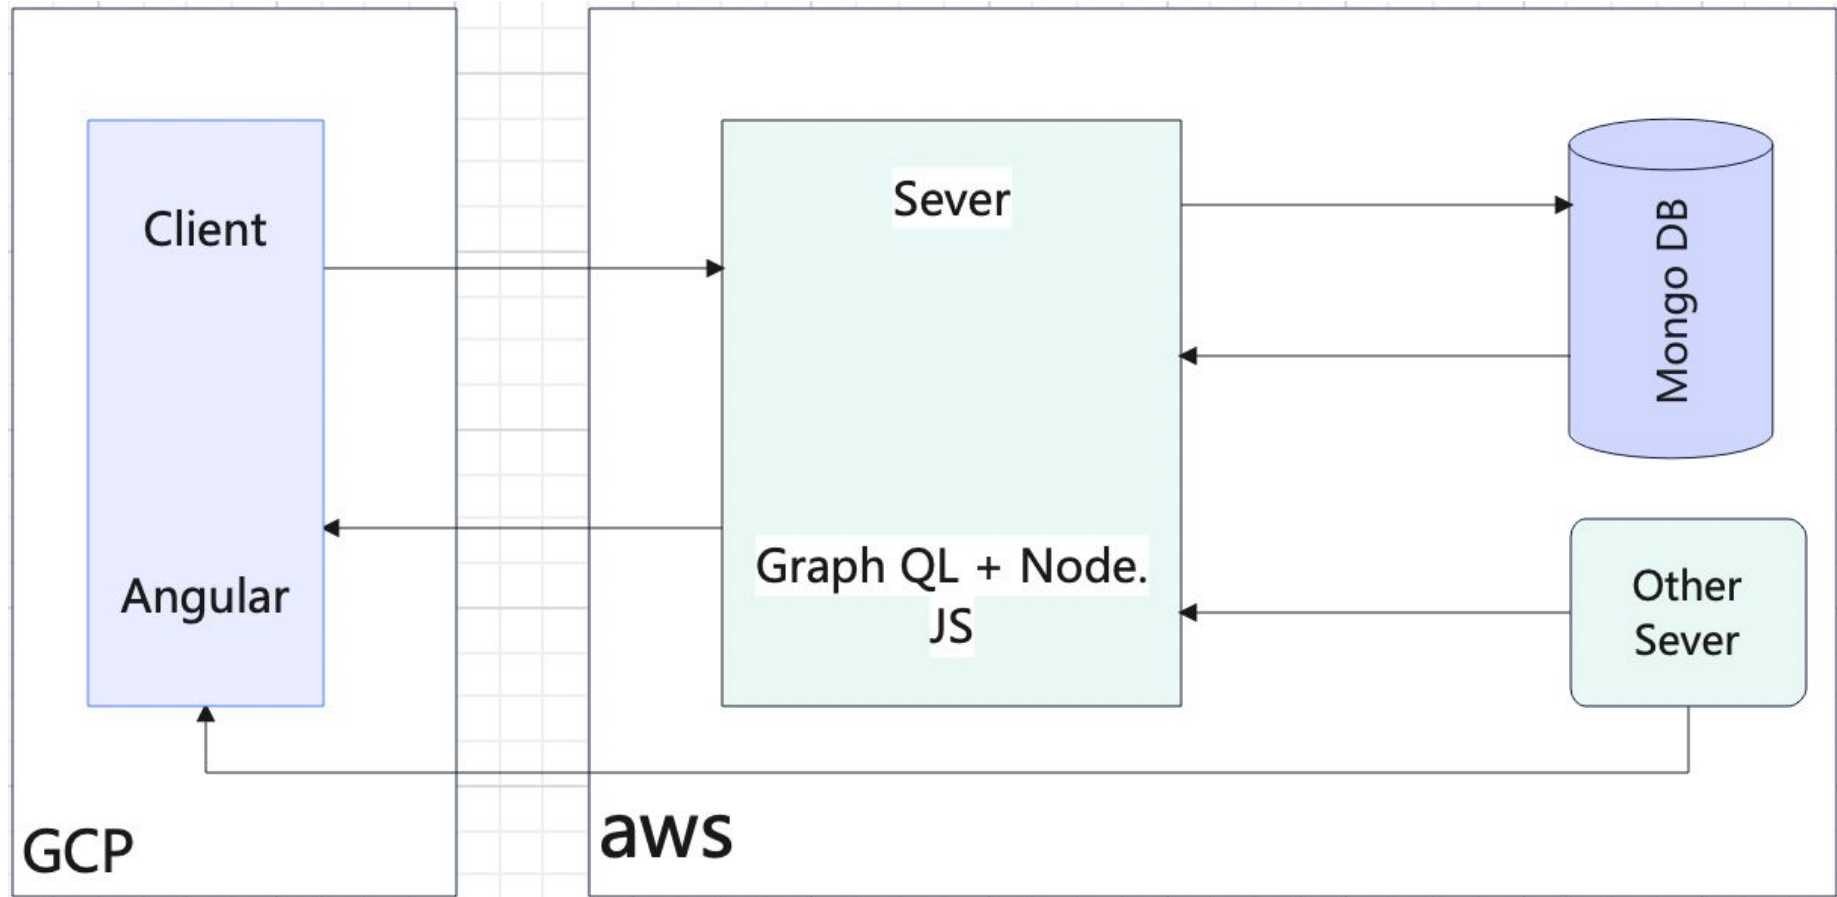 Client
Angular
GCP
Sever
Graph QL + Node.
JS
Mongo DB
Other
Sever
aws